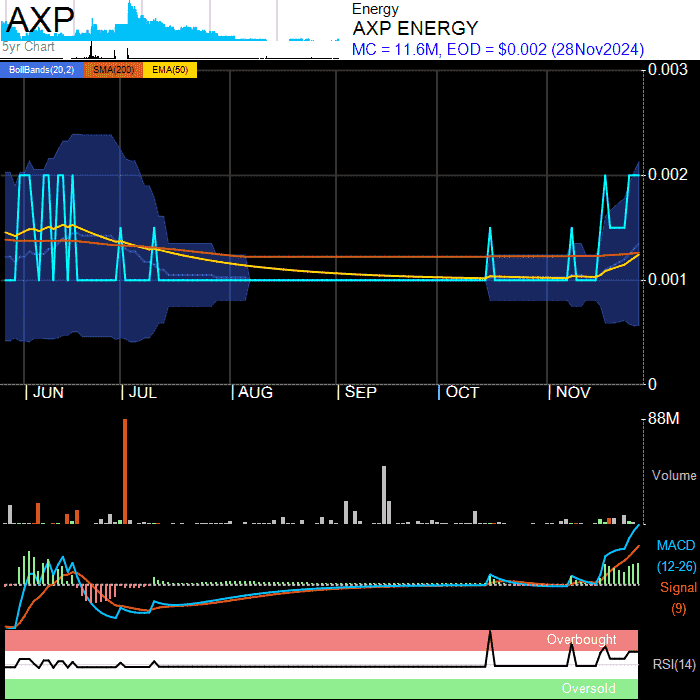 AXP
5yr Chart
Energy
AXP ENERGY
MC = 11.6M, EOD = $0.002 (28Nov2024)
BollBands(20,2) SMA(200) EMA(50)
0.003
0.002
0.001
0
JUN JUL AUG SEP OCT NOV
88M
Volume
MACD
(12-26)
Signal
(9)
Overbought
RSI(14)
Oversold